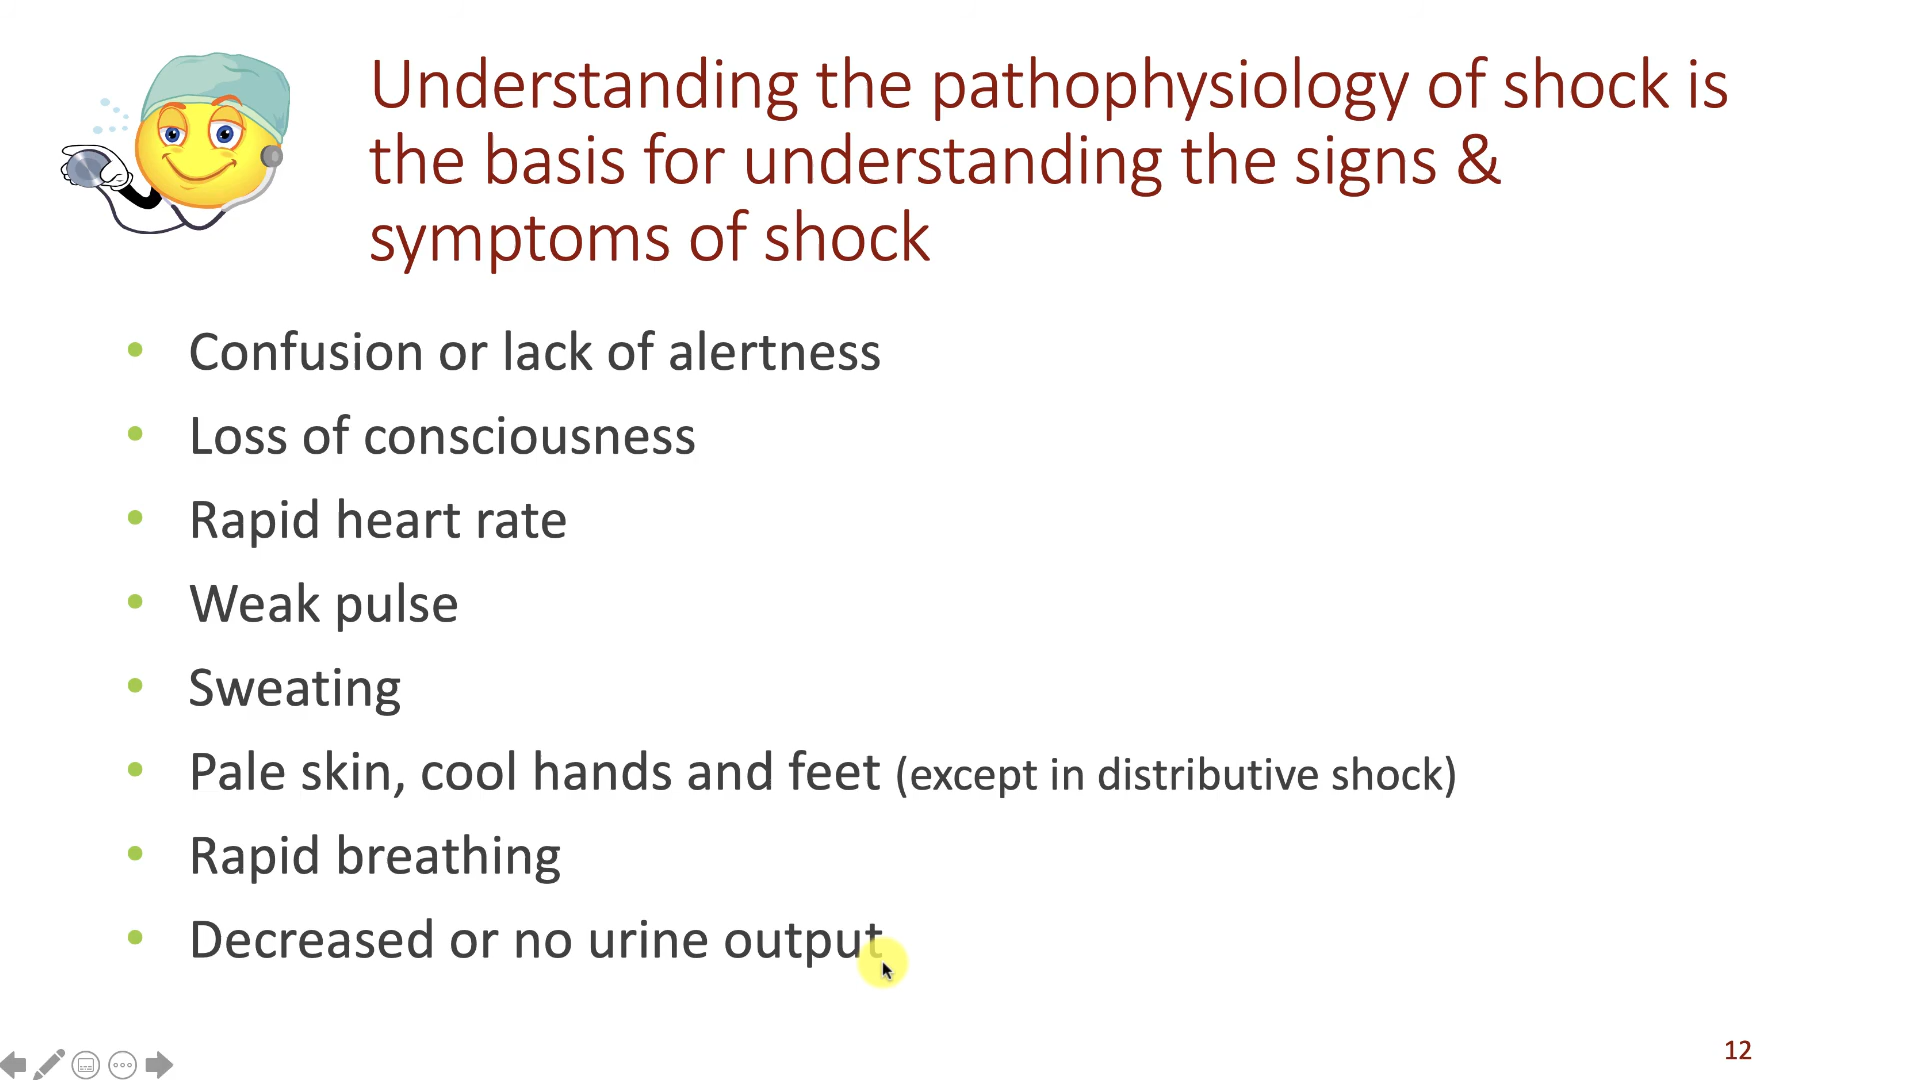 Understanding the pathophysiology of shock is
the basis for understanding the signs &
symptoms of shock
• Confusion or lack of alertness
• Loss of consciousness
• Rapid heart rate
• Weak pulse
• Sweating
• Pale skin, cool hands and feet (except in distributive shock)
• Rapid breathing
• Decreased or no urine output
12